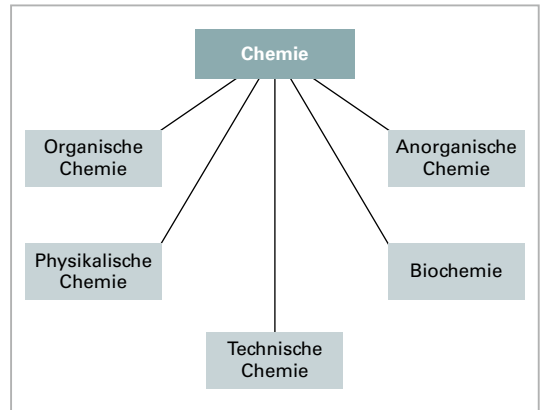 Chemie
Organische
Chemie
Anorganische
Chemie
Physikalische
Chemie
Biochemie
Technische
Chemie